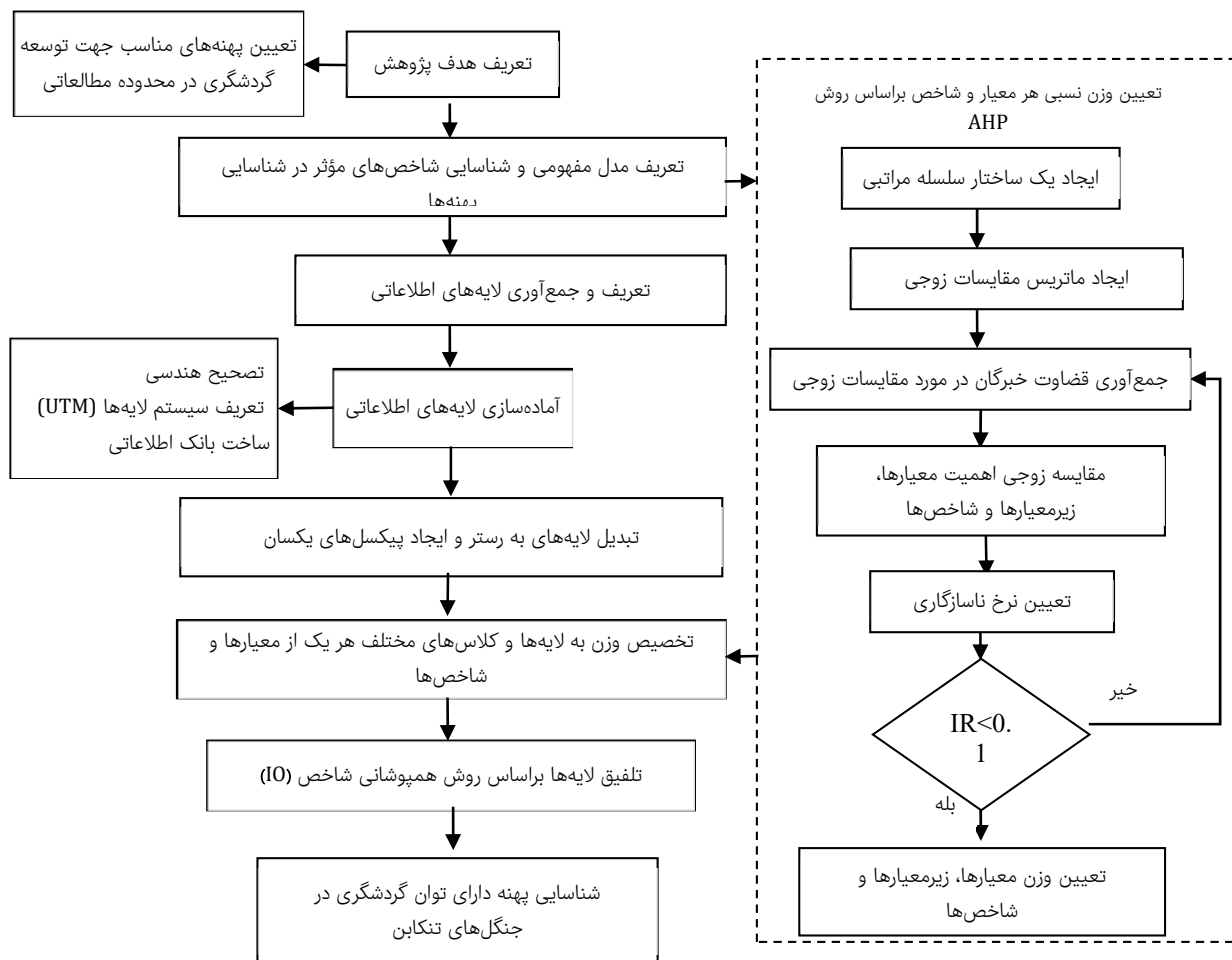 تعریف هدف پژوهش
تعیین پهنه‌های مناسب جهت توسعه
گردشگری در محدوده مطالعاتی
تعریف مدل مفهومی و شناسایی شاخص‌های مؤثر در شناسایی
پهنه‌ها
تعریف و جمع‌آوری لایه‌های اطلاعاتی
آماده‌سازی لایه‌های اطلاعاتی
تصحیح هندسی
تعریف سیستم لایه‌ها (UTM)
ساخت بانک اطلاعاتی
تبدیل لایه‌های به رستر و ایجاد پیکسل‌های یکسان
تخصیص وزن به لایه‌ها و کلاس‌های مختلف هر یک از معیارها و
شاخص‌ها
تلفیق لایه‌ها براساس روش همپوشانی شاخص (IO)
شناسایی پهنه دارای توان گردشگری در
جنگل‌های تنکابن
تعیین وزن نسبی هر معیار و شاخص براساس روش
AHP
ایجاد یک ساختار سلسله مراتبی
ایجاد ماتریس مقایسات زوجی
جمع‌آوری قضاوت خبرگان در مورد مقایسات زوجی
مقایسه زوجی اهمیت معیارها،
زیرمعیارها و شاخص‌ها
تعیین نرخ ناسازگاری
IR<0.
1
خیر
بله
تعیین وزن معیارها، زیرمعیارها و
شاخص‌ها